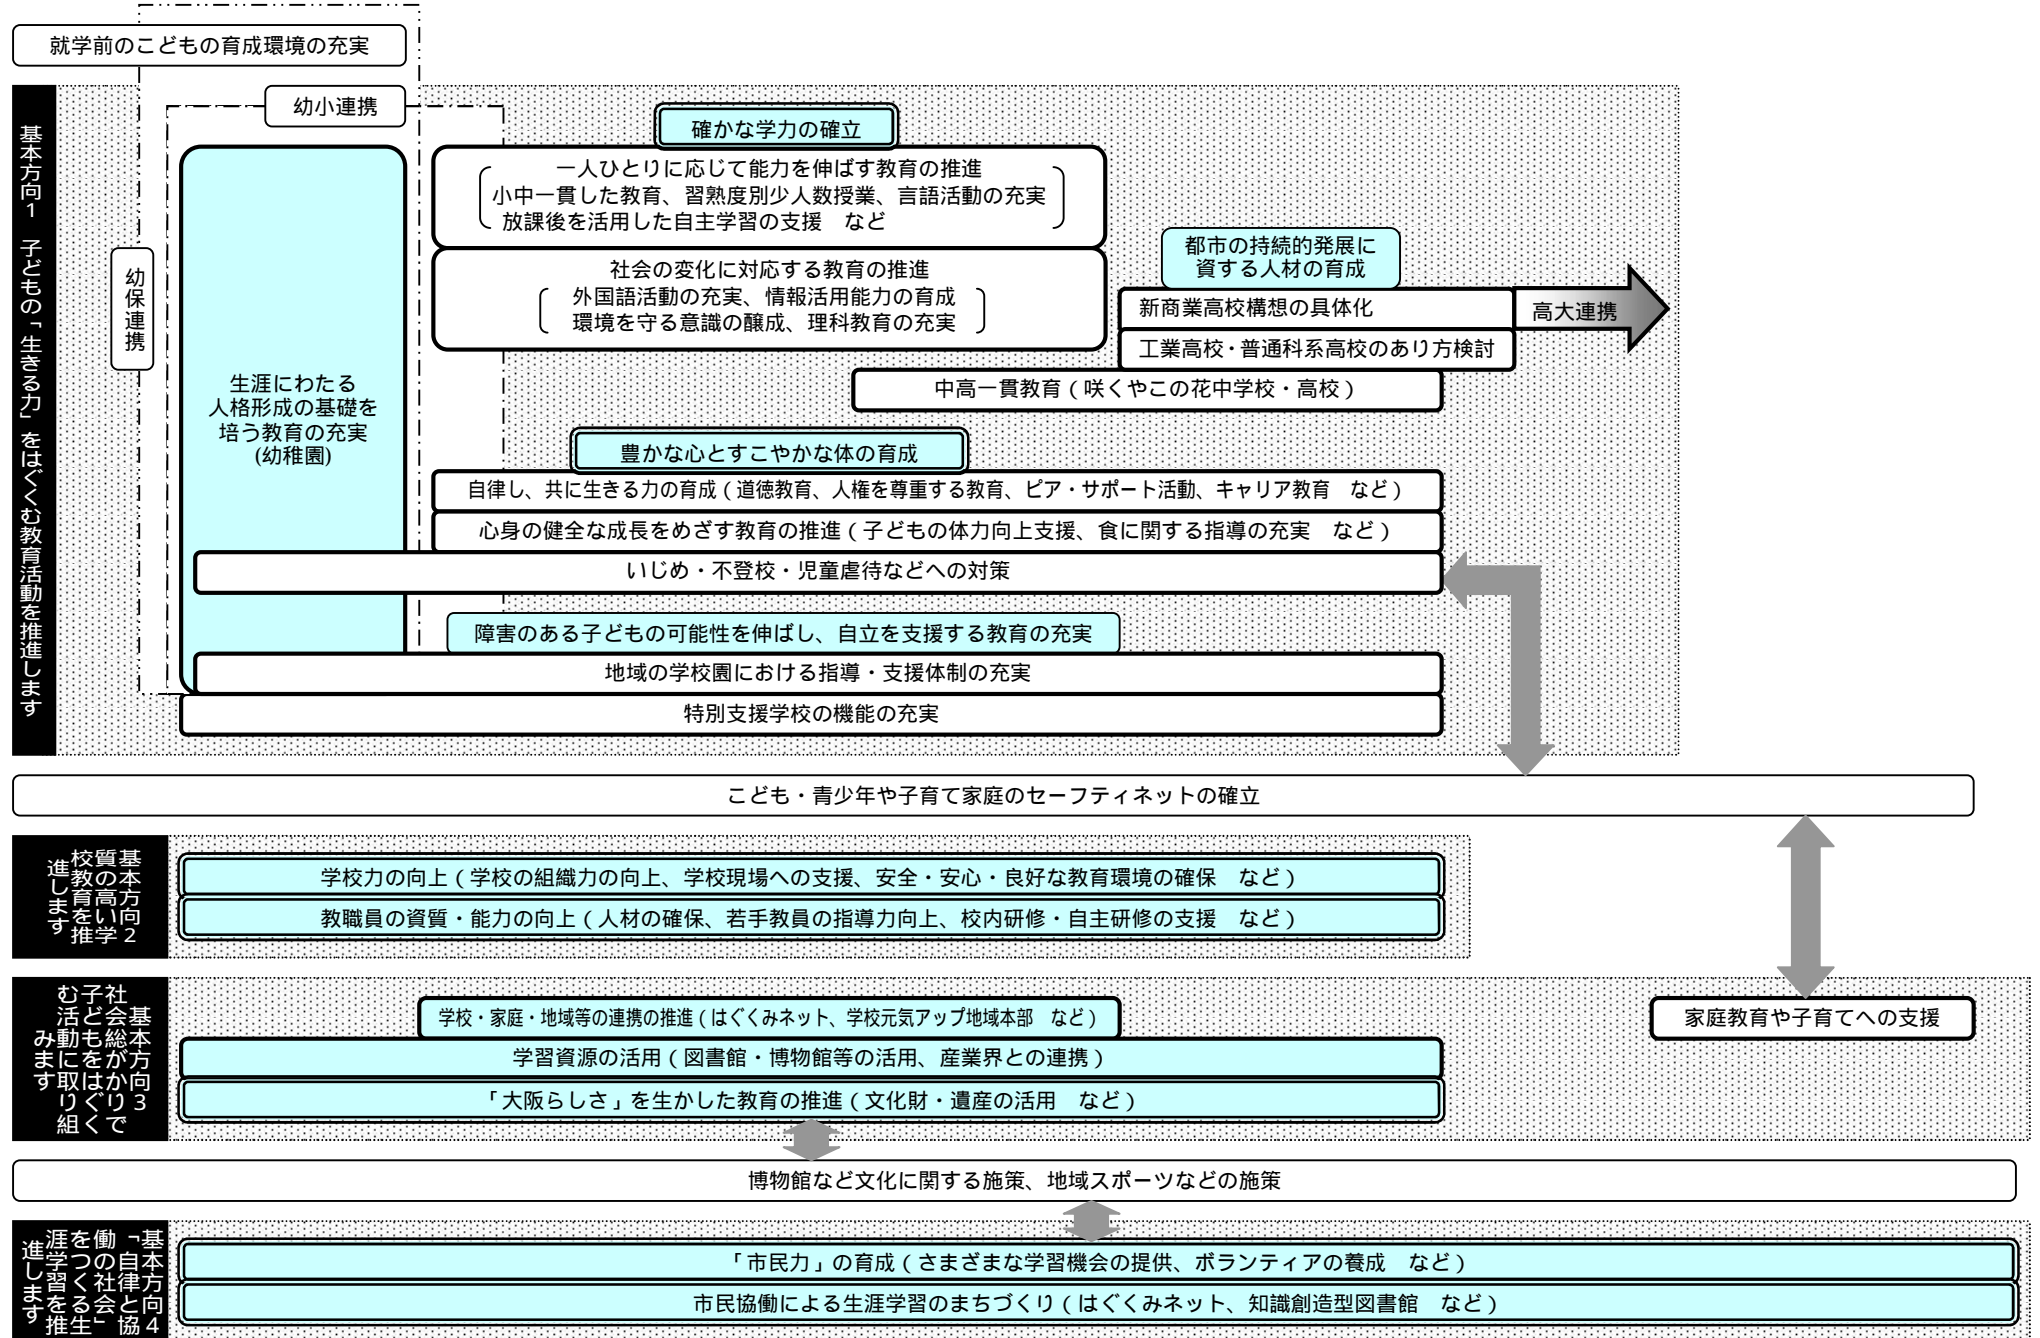 就学前のこどもの育成環境の充実
幼小連携
基本方向1　子どもの「生きる力」をはぐくむ教育活動を推進します
幼保連携
生涯にわたる
人格形成の基礎を
培う教育の充実
(幼稚園)
確かな学力の確立
一人ひとりに応じて能力を伸ばす教育の推進
小中一貫した教育、習熟度別少人数授業、言語活動の充実
放課後を活用した自主学習の支援　など
社会の変化に対応する教育の推進
外国語活動の充実、情報活用能力の育成
環境を守る意識の醸成、理科教育の充実
都市の持続的発展に
資する人材の育成
新商業高校構想の具体化
高大連携
工業高校・普通科系高校のあり方検討
中高一貫教育（咲くやこの花中学校・高校）
豊かな心とすこやかな体の育成
自律し、共に生きる力の育成（道徳教育、人権を尊重する教育、ピア・サポート活動、キャリア教育　など）
心身の健全な成長をめざす教育の推進（子どもの体力向上支援、食に関する指導の充実　など）
いじめ・不登校・児童虐待などへの対策
障害のある子どもの可能性を伸ばし、自立を支援する教育の充実
地域の学校園における指導・支援体制の充実
特別支援学校の機能の充実
こども・青少年や子育て家庭のセーフティネットの確立
基本方向2
質の高い学
校教育を推
進します
学校力の向上（学校の組織力の向上、学校現場への支援、安全・安心・良好な教育環境の確保　など）
教職員の資質・能力の向上（人材の確保、若手教員の指導力向上、校内研修・自主研修の支援　など）
基本方向3
社会総がかりで
子どもをはぐく
む活動に取り組
みます
学校・家庭・地域等の連携の推進（はぐくみネット、学校元気アップ地域本部　など）
家庭教育や子育てへの支援
学習資源の活用（図書館・博物館等の活用、産業界との連携）
「大阪らしさ」を生かした教育の推進（文化財・遺産の活用　など）
博物館など文化に関する施策、地域スポーツなどの施策
基本方向4
「自律と協
働の社会」
をつくる生
涯学習を推
進します
「市民力」の育成（さまざまな学習機会の提供、ボランティアの養成　など）
市民協働による生涯学習のまちづくり（はぐくみネット、知識創造型図書館　など）